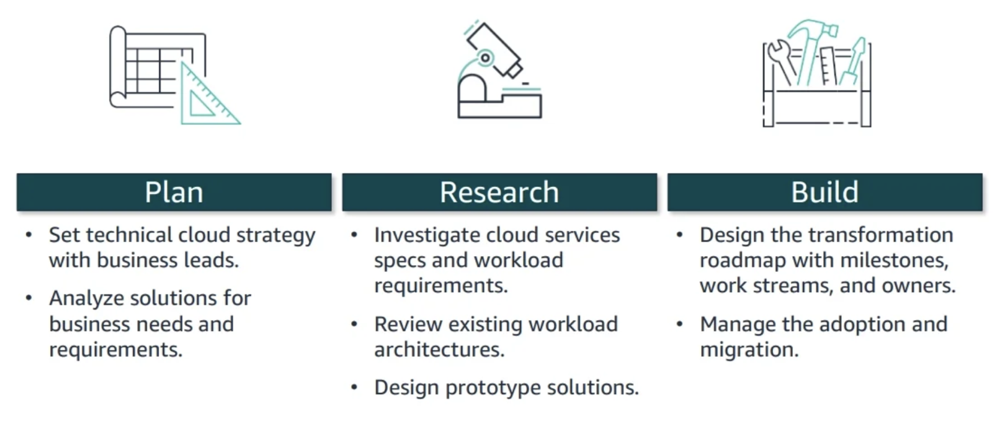 Plan
• Set technical cloud strategy
with business leads.
• Analyze solutions for
business needs and
requirements.
Research
• Investigate cloud services
specs and workload
requirements.
• Review existing workload
architectures.
• Design prototype solutions.
Build
• Design the transformation
roadmap with milestones,
work streams, and owners.
• Manage the adoption and
migration.